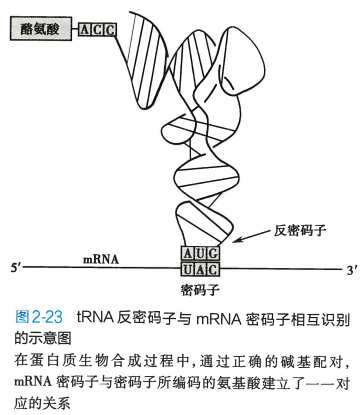 酪氨酸 ACC
反密码子
AUG
mRNA
UAC
5′ 3′
密码子
图2-23 tRNA 反密码子与 mRNA 密码子相互识别
的示意图
在蛋白质生物合成过程中,通过正确的碱基配对,
mRNA 密码子与密码子所编码的氨基酸建立了一一对
应的关系